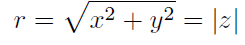 r = √x² + y² = |z|